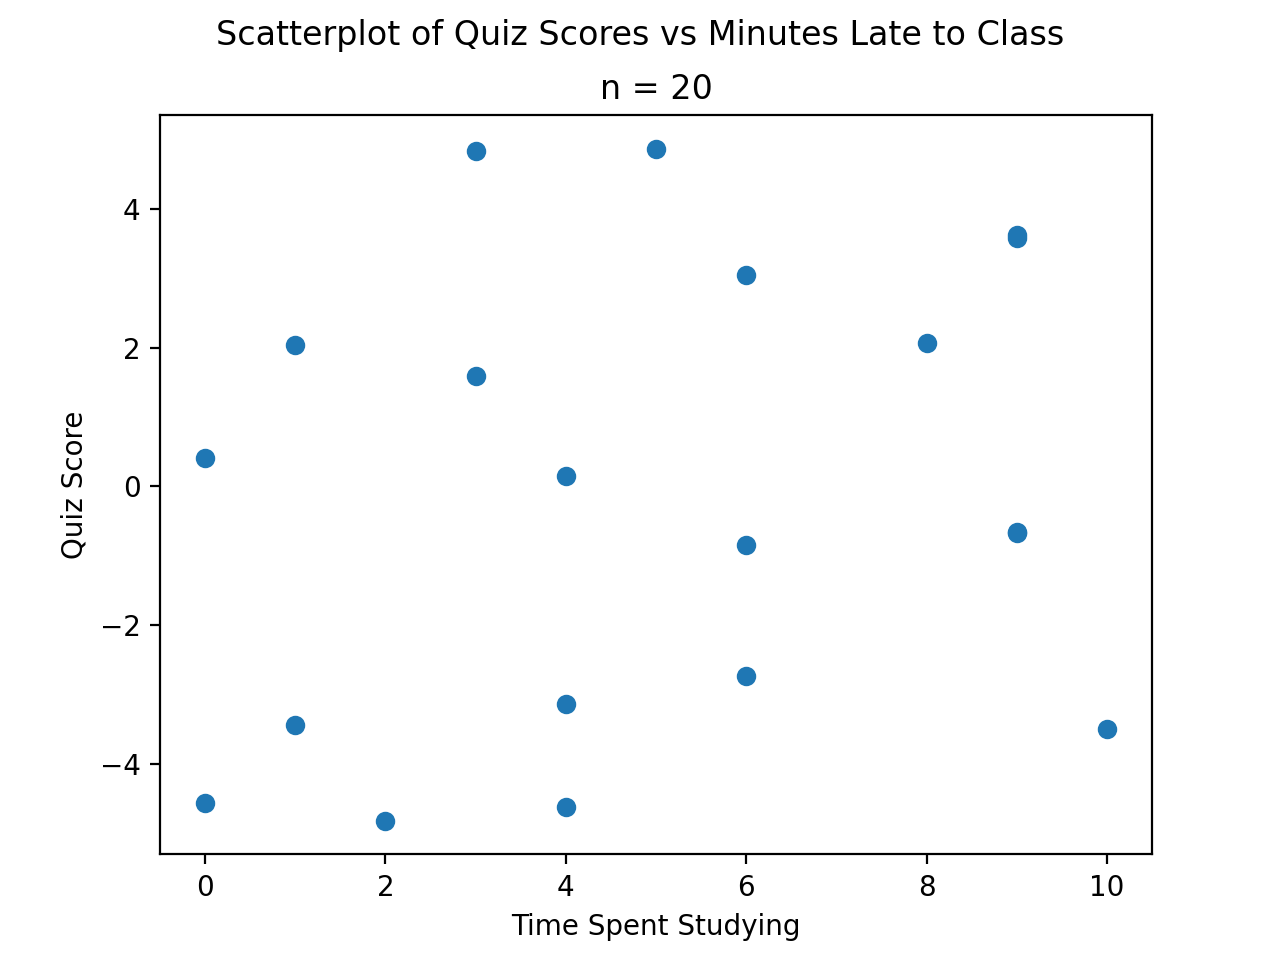 Scatterplot of Quiz Scores vs Minutes Late to Class
n = 20
4
2
0
−2
−4
Quiz Score
0 2 4 6 8 10
Time Spent Studying